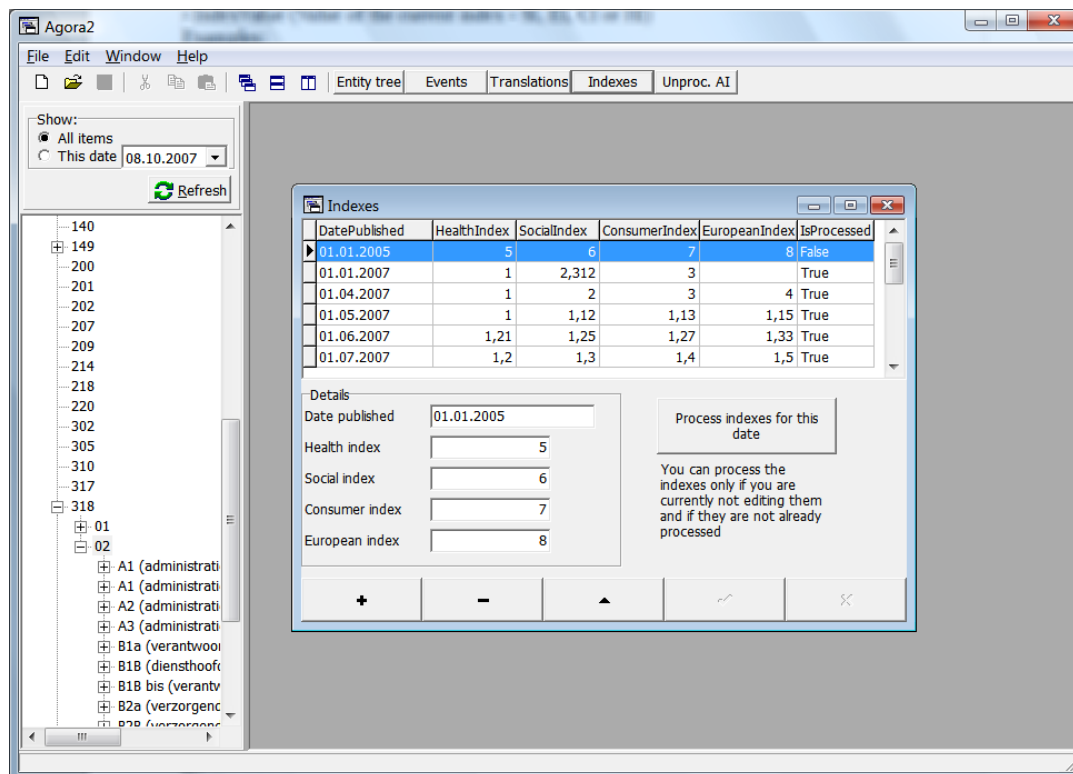 Agora2
File Edit Window Help
Entity tree Events Translations Indexes Unproc. AI
Show:
All items
This date 08.10.2007
Refresh
140
149
200
201
202
207
209
214
218
220
302
305
310
317
318
01
02
A1 (administrati
A1 (administrati
A2 (administrati
A3 (administrati
B1a (verantwoor
B1B (diensthoofd
B1B bis (verantw
B2a (verzorgend
Indexes
DatePublished HealthIndex SocialIndex ConsumerIndex EuropeanIndex IsProcessed
01.01.2005 5 6 7 8 False
01.01.2007 1 2,312 3 True
01.04.2007 1 2 3 4 True
01.05.2007 1 1,12 1,13 1,15 True
01.06.2007 1,21 1,25 1,27 1,33 True
01.07.2007 1,2 1,3 1,4 1,5 True
Details
Date published 01.01.2005
Health index 5
Social index 6
Consumer index 7
European index 8
Process indexes for this
date
You can process the
indexes only if you are
currently not editing them
and if they are not already
processed